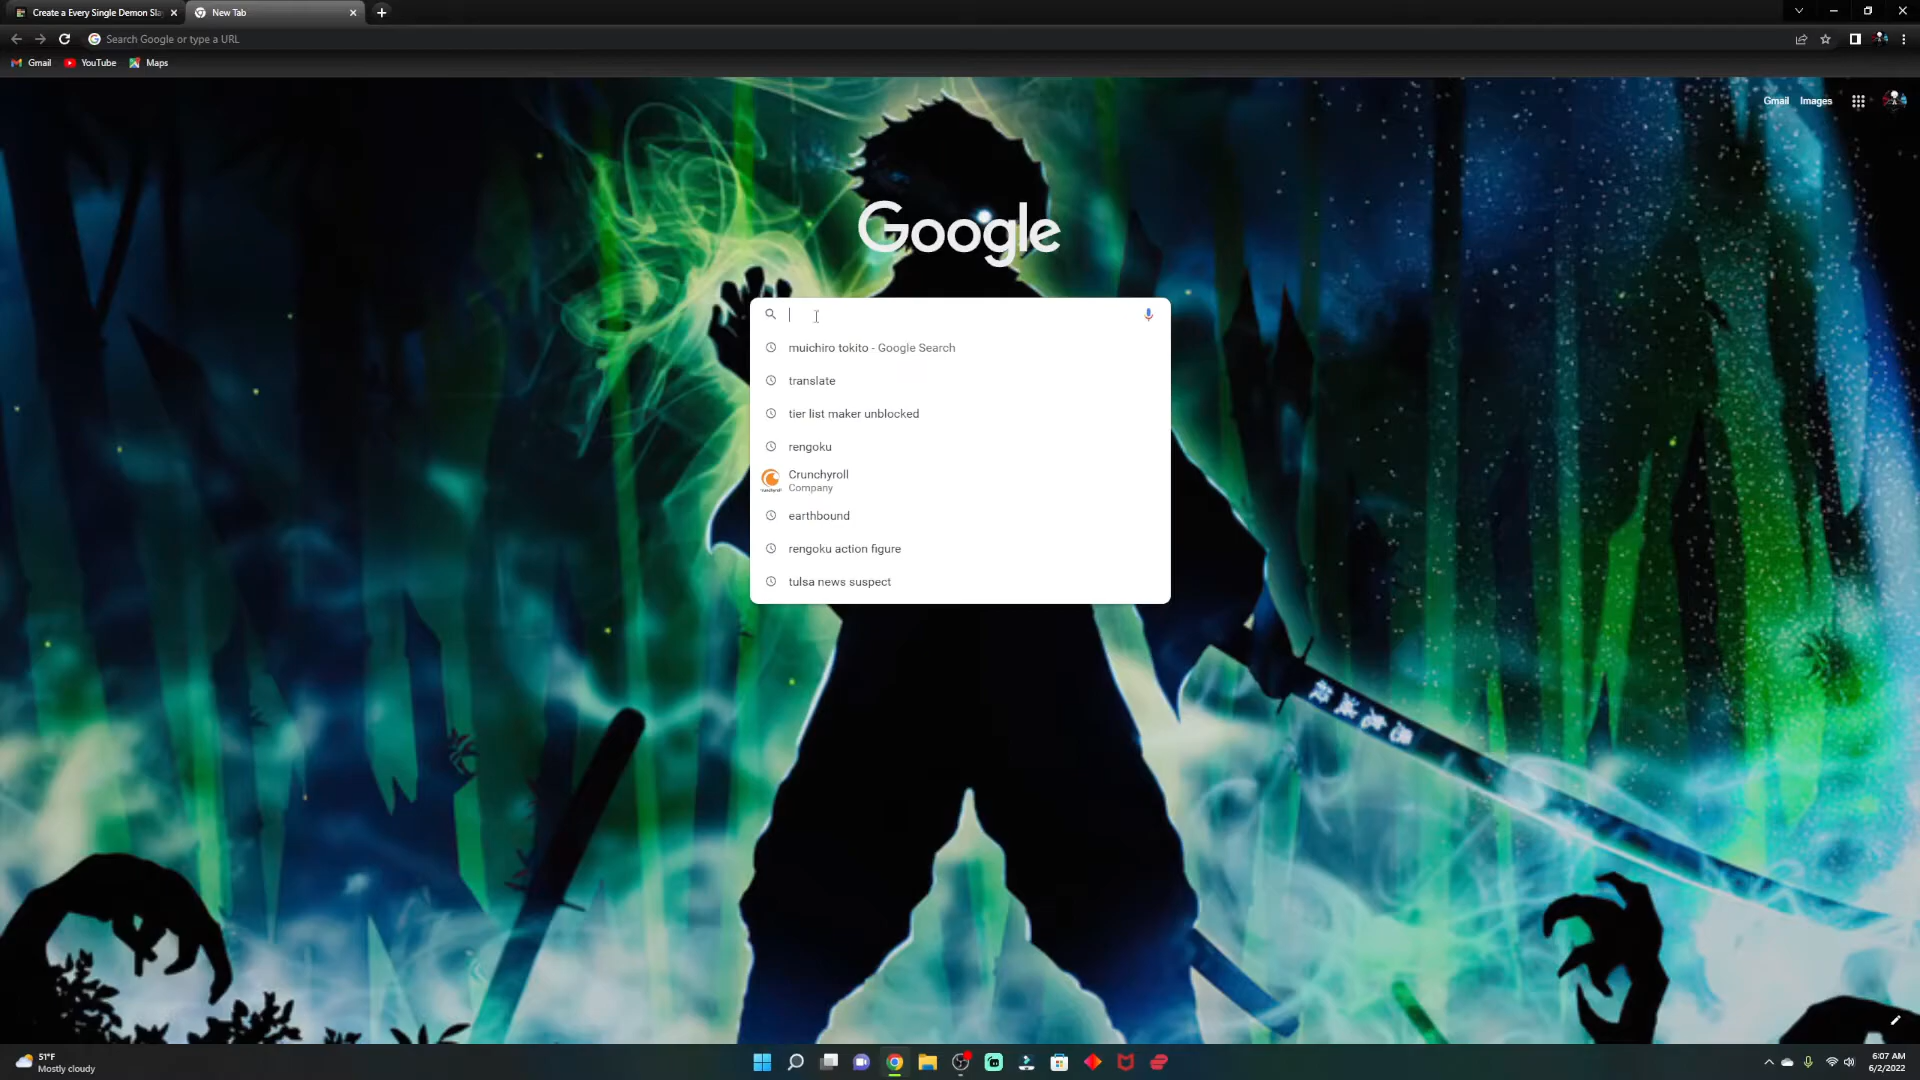 Create a Every Single Demon Sla
New Tab
Search Google or type a URL
Gmail
YouTube
Maps
Gmail
Images
Google
muichiro tokito - Google Search
translate
tier list maker unblocked
rengoku
Crunchyroll
Company
earthbound
rengoku action figure
tulsa news suspect
51°F
Mostly cloudy
6:07 AM
6/2/2022